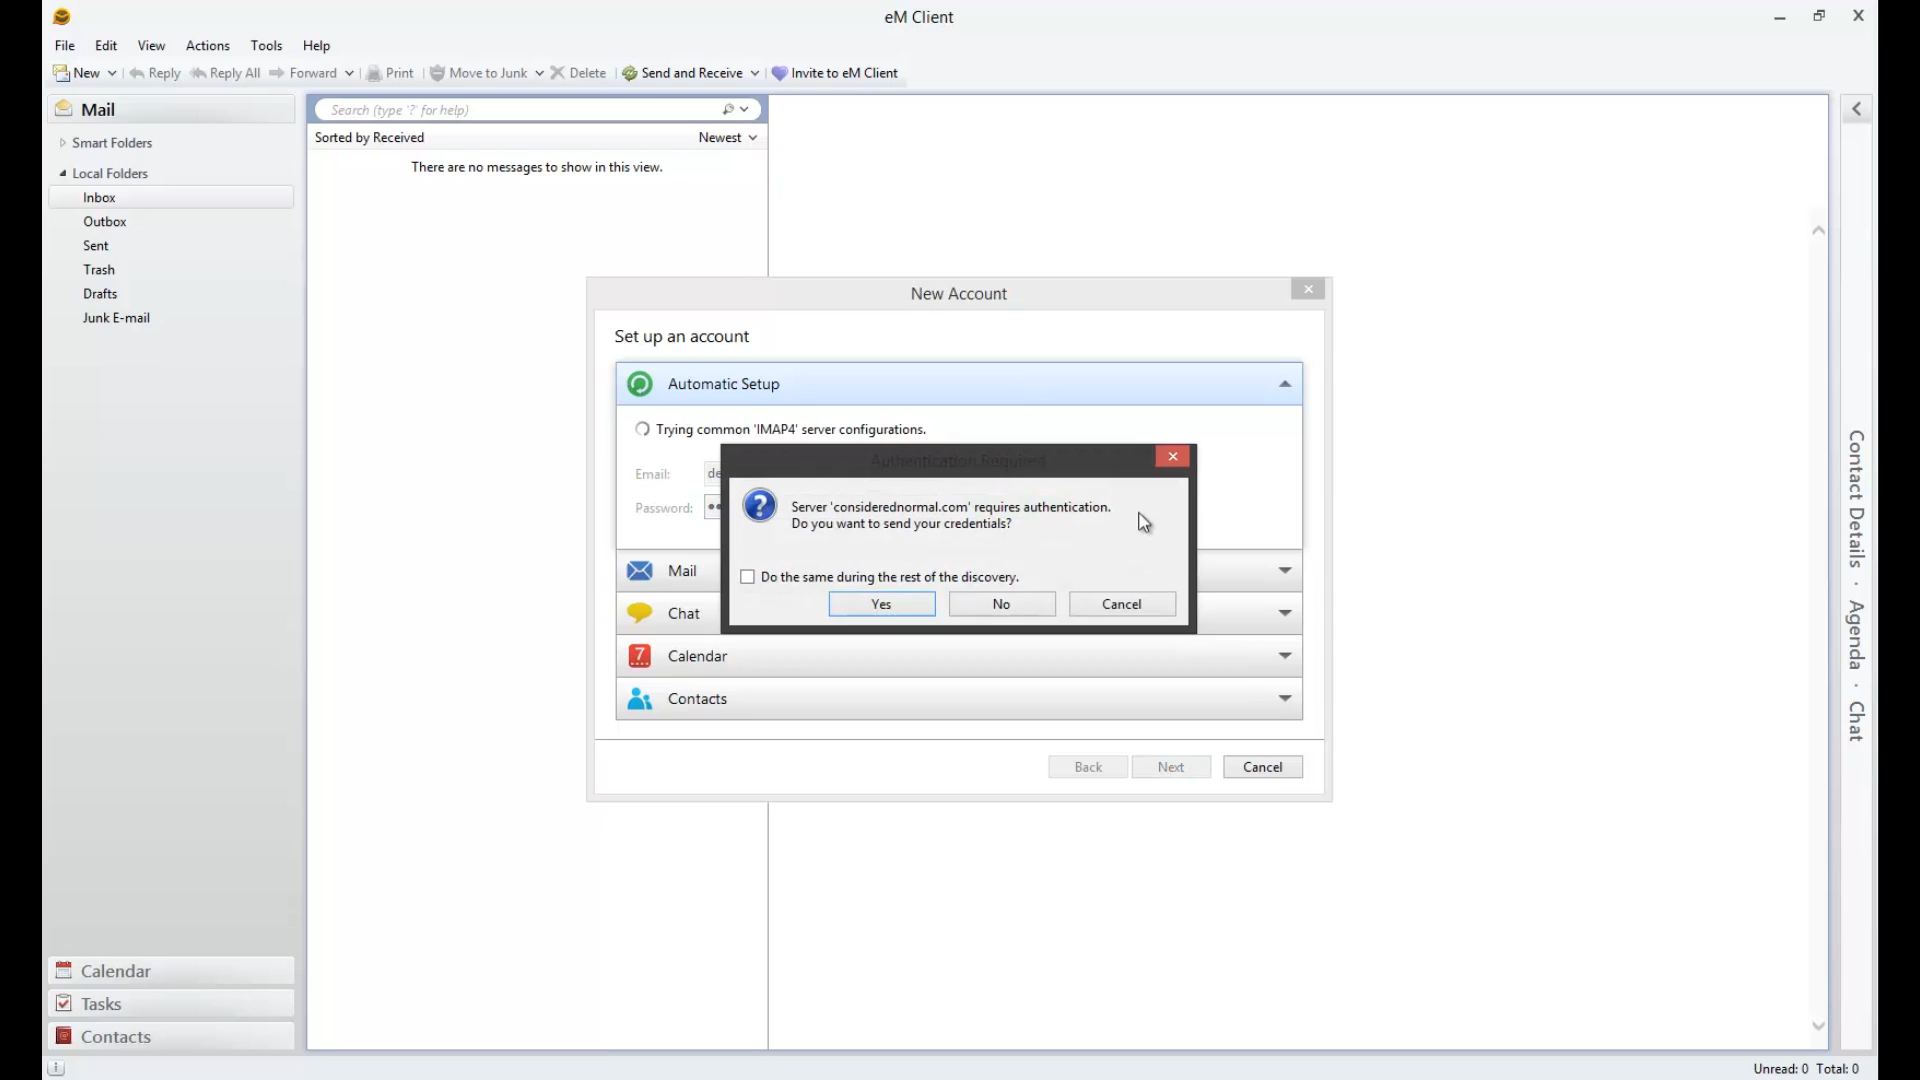 eM Client
File Edit View Actions Tools Help
New Reply Reply All Forward Print Move to Junk Delete Send and Receive Invite to eM Client
Mail
Smart Folders
Local Folders
Inbox
Outbox
Sent
Trash
Drafts
Junk E-mail
Calendar
Tasks
Contacts
Search (type '?' for help)
Sorted by Received Newest
There are no messages to show in this view.
New Account
Set up an account
Automatic Setup
Trying common 'IMAP4' server configurations.
Email: de
Password:
Authentication Required
Server 'considerednormal.com' requires authentication.
Do you want to send your credentials?
Do the same during the rest of the discovery.
Yes No Cancel
Mail
Chat
7 Calendar
Contacts
Back Next Cancel
Contact Details · Agenda · Chat
Unread: 0 Total: 0